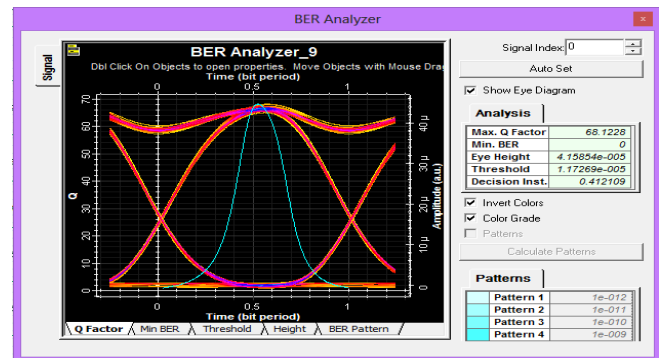 BER Analyzer
x
Signal
BER Analyzer_9
Dbl Click On Objects to open properties. Move Objects with Mouse Drag
Time (bit period)
0 0.5 1
Q
70
60
50
40
30
20
10
0
Amplitude (a.u.)
40 µ
30 µ
20 µ
10 µ
0
0 0.5 1
Time (bit period)
Q Factor Min BER Threshold Height BER Pattern
Signal Index: 0
Auto Set
Show Eye Diagram
Analysis
Max. Q Factor 68.1228
Min. BER 0
Eye Height 4.15854e-005
Threshold 1.17269e-005
Decision Inst. 0.412109
Invert Colors
Color Grade
Patterns
Calculate Patterns
Patterns
Pattern 1 1e-012
Pattern 2 1e-011
Pattern 3 1e-010
Pattern 4 1e-009